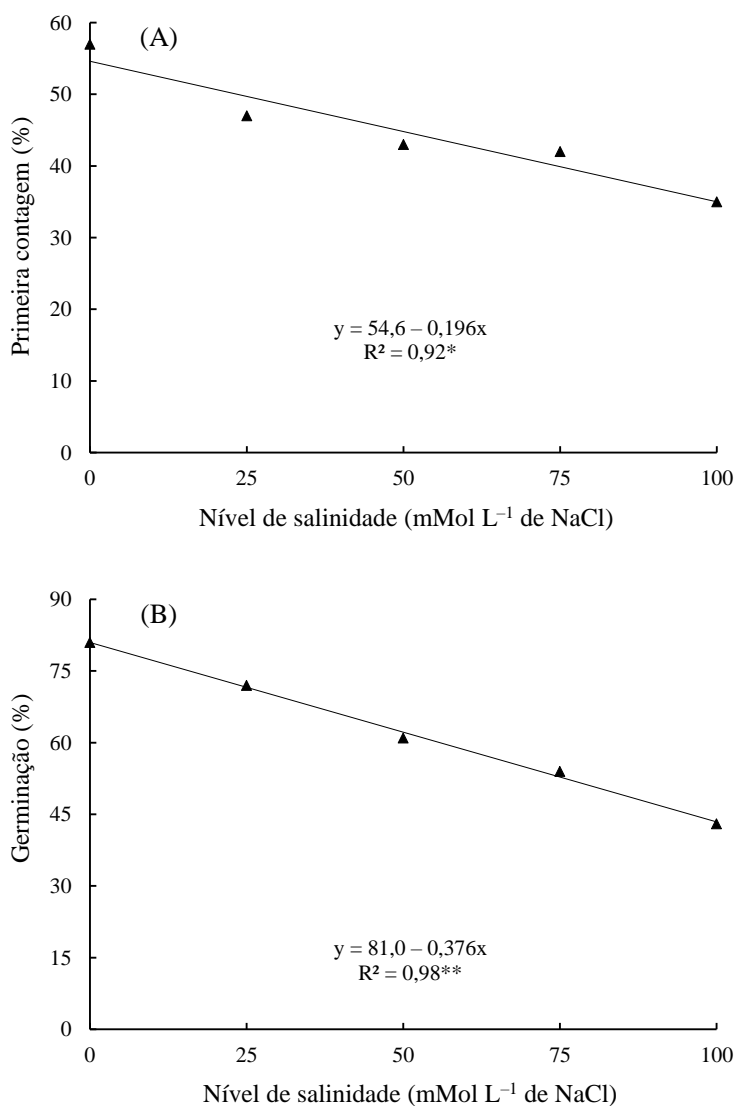 (A)
60
50
40
30
20
10
0
Primeira contagem (%)
y = 54,6 – 0,196x
R² = 0,92*
0 25 50 75 100
Nível de salinidade (mMol L⁻¹ de NaCl)
(B)
90
75
60
45
30
15
0
Germinação (%)
y = 81,0 – 0,376x
R² = 0,98**
0 25 50 75 100
Nível de salinidade (mMol L⁻¹ de NaCl)